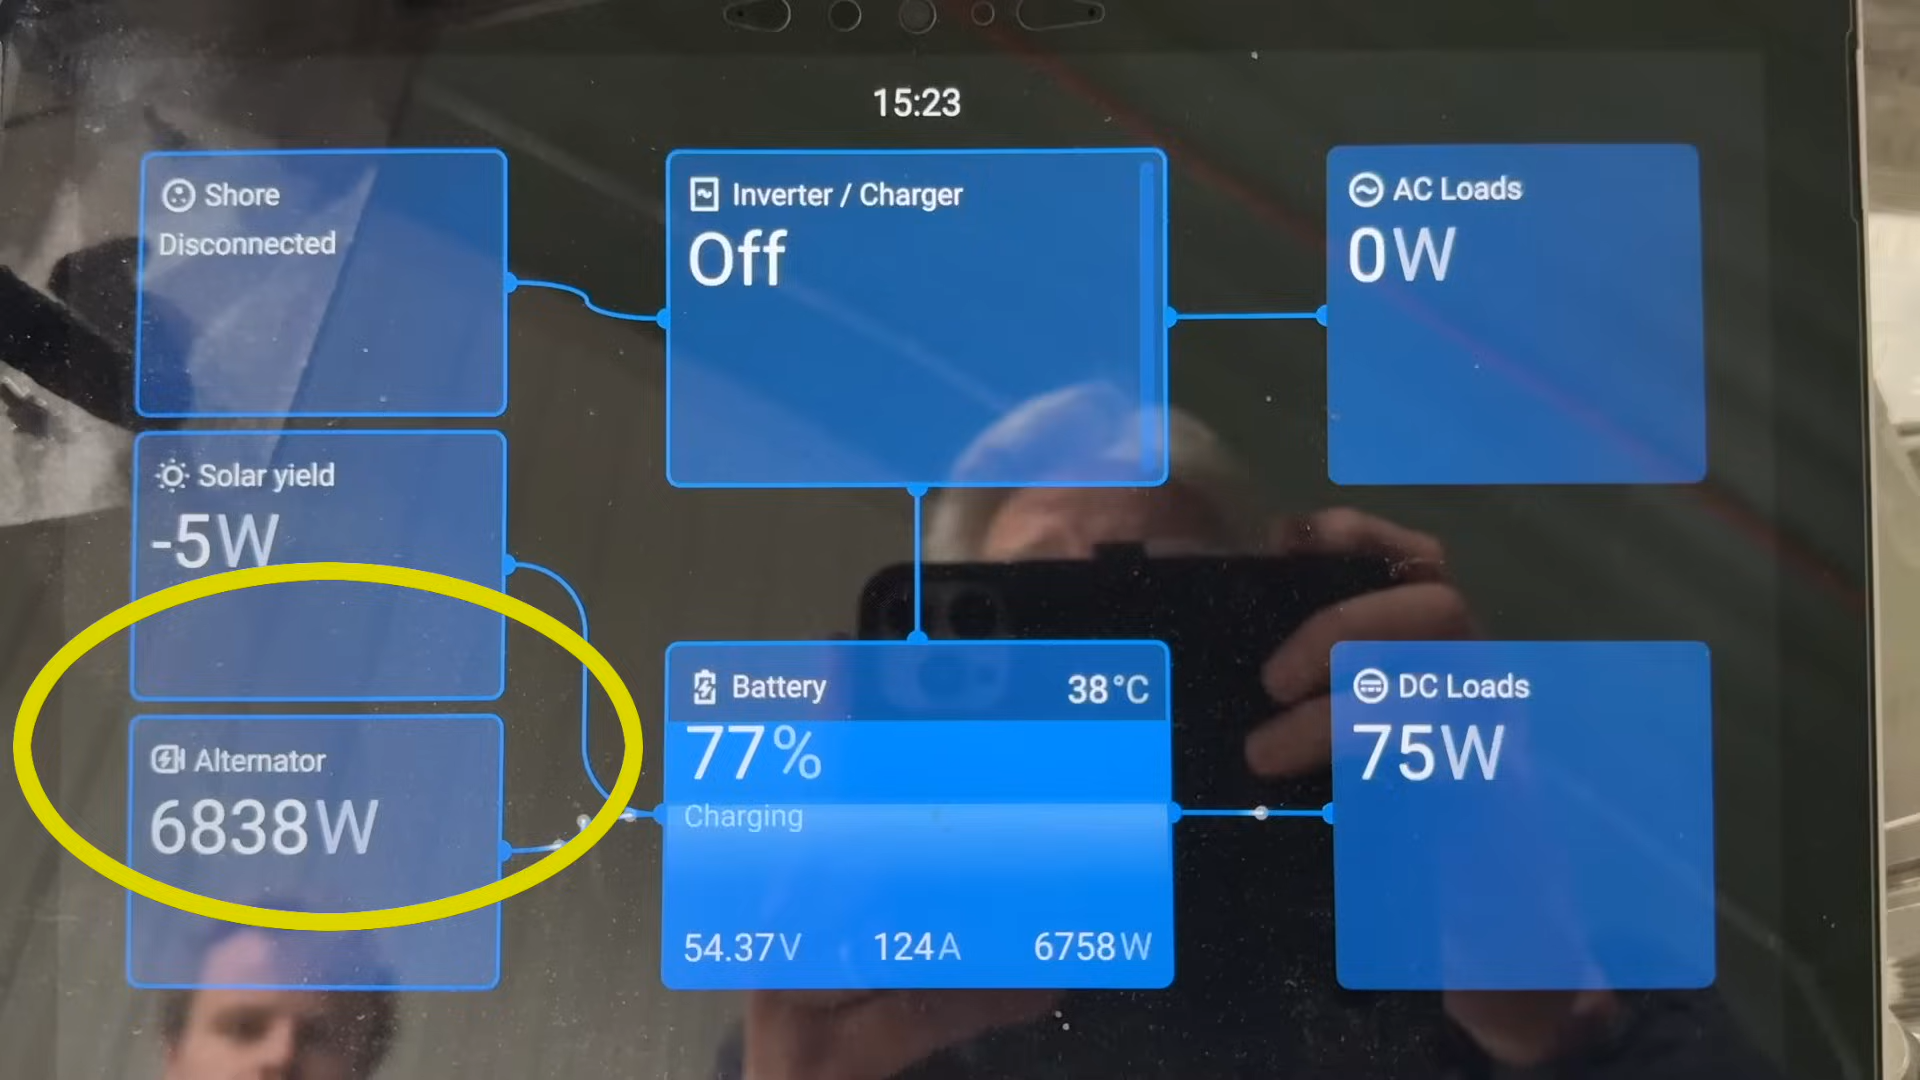 15:23
Shore
Disconnected
Inverter / Charger
Off
AC Loads
0W
Solar yield
-5W
Alternator
6838W
Battery
38°C
77%
Charging
54.37V
124A
6758W
DC Loads
75W